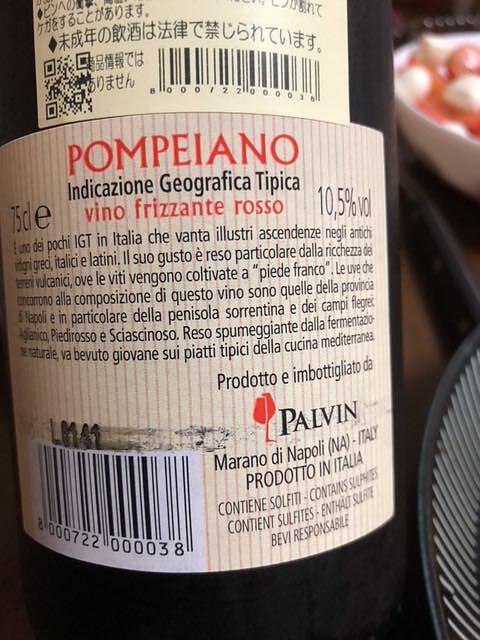 ケガをすることがあります。
◆未成年の飲酒は法律で禁じられています。
商品情報では
ありません
8 000722 000038
POMPEIANO
Indicazione Geografica Tipica
75cl e vino frizzante rosso 10,5% vol
È uno dei pochi IGT in Italia che vanta illustri ascendenze negli antichi
vitigni greci, italici e latini. Il suo gusto è reso particolare dalla ricchezza dei
terreni vulcanici, ove le viti vengono coltivate a "piede franco". Le uve che
concorrono alla composizione di questo vino sono quelle della provincia
di Napoli e in particolare della penisola sorrentina e dei campi flegrei:
Aglianico, Piedirosso e Sciascinoso. Reso spumeggiante dalla fermentazio-
ne naturale, va bevuto giovane sui piatti tipici della cucina mediterranea.
Prodotto e imbottigliato da
PALVIN
Marano di Napoli (NA) - ITALY
PRODOTTO IN ITALIA
CONTIENE SOLFITI - CONTAINS SULPHITES
CONTIENT SULFITES - ENTHÄLT SULFITE
BEVI RESPONSABILE
8 000722 000038